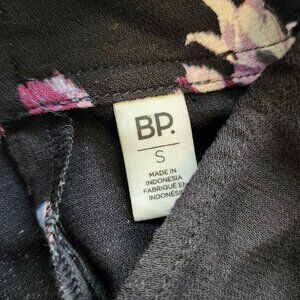 BP.
S
MADE IN
INDONESIA
FABRIQUÉ EN
INDONÉSIE